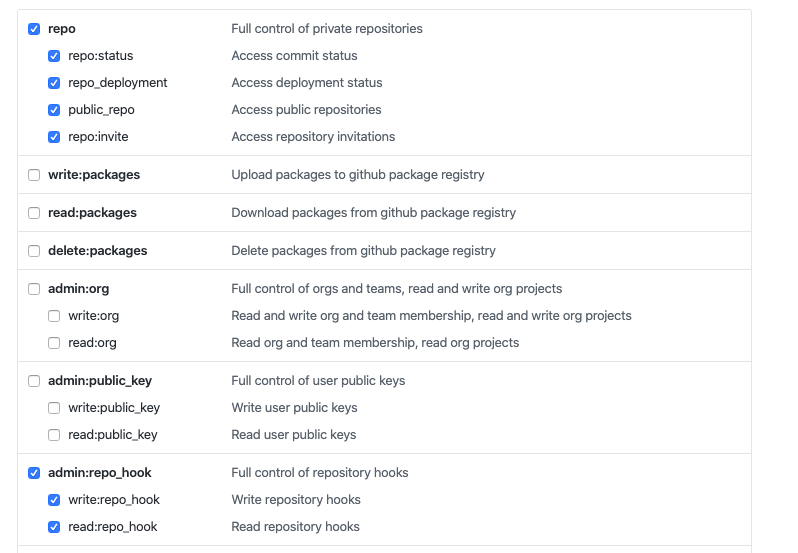 repo Full control of private repositories
repo:status Access commit status
repo_deployment Access deployment status
public_repo Access public repositories
repo:invite Access repository invitations
write:packages Upload packages to github package registry
read:packages Download packages from github package registry
delete:packages Delete packages from github package registry
admin:org Full control of orgs and teams, read and write org projects
write:org Read and write org and team membership, read and write org projects
read:org Read org and team membership, read org projects
admin:public_key Full control of user public keys
write:public_key Write user public keys
read:public_key Read user public keys
admin:repo_hook Full control of repository hooks
write:repo_hook Write repository hooks
read:repo_hook Read repository hooks